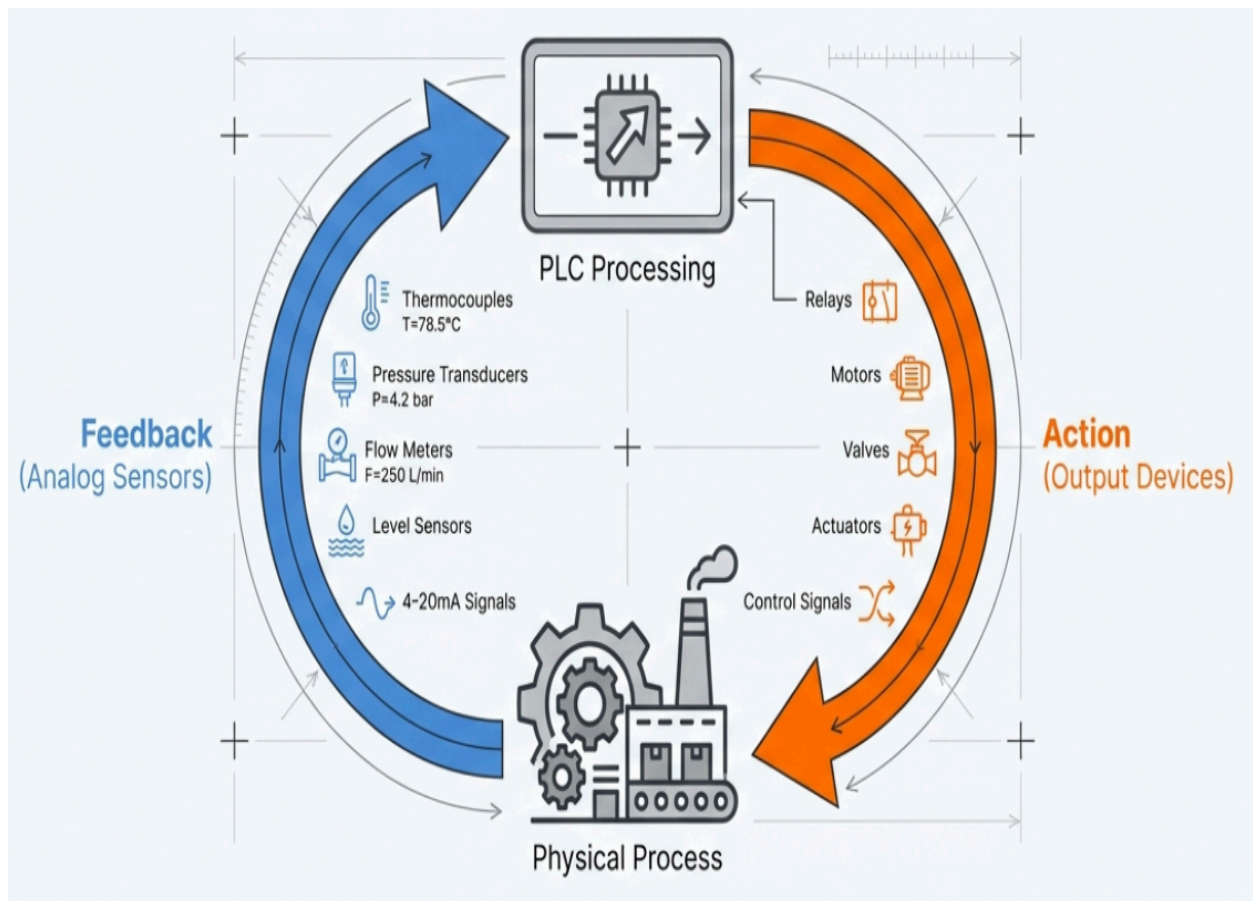 PLC Processing
Thermocouples
T=78.5°C
Pressure Transducers
P=4.2 bar
Flow Meters
F=250 L/min
Level Sensors
4-20mA Signals
Feedback
(Analog Sensors)
Relays
Motors
Valves
Actuators
Control Signals
Action
(Output Devices)
Physical Process